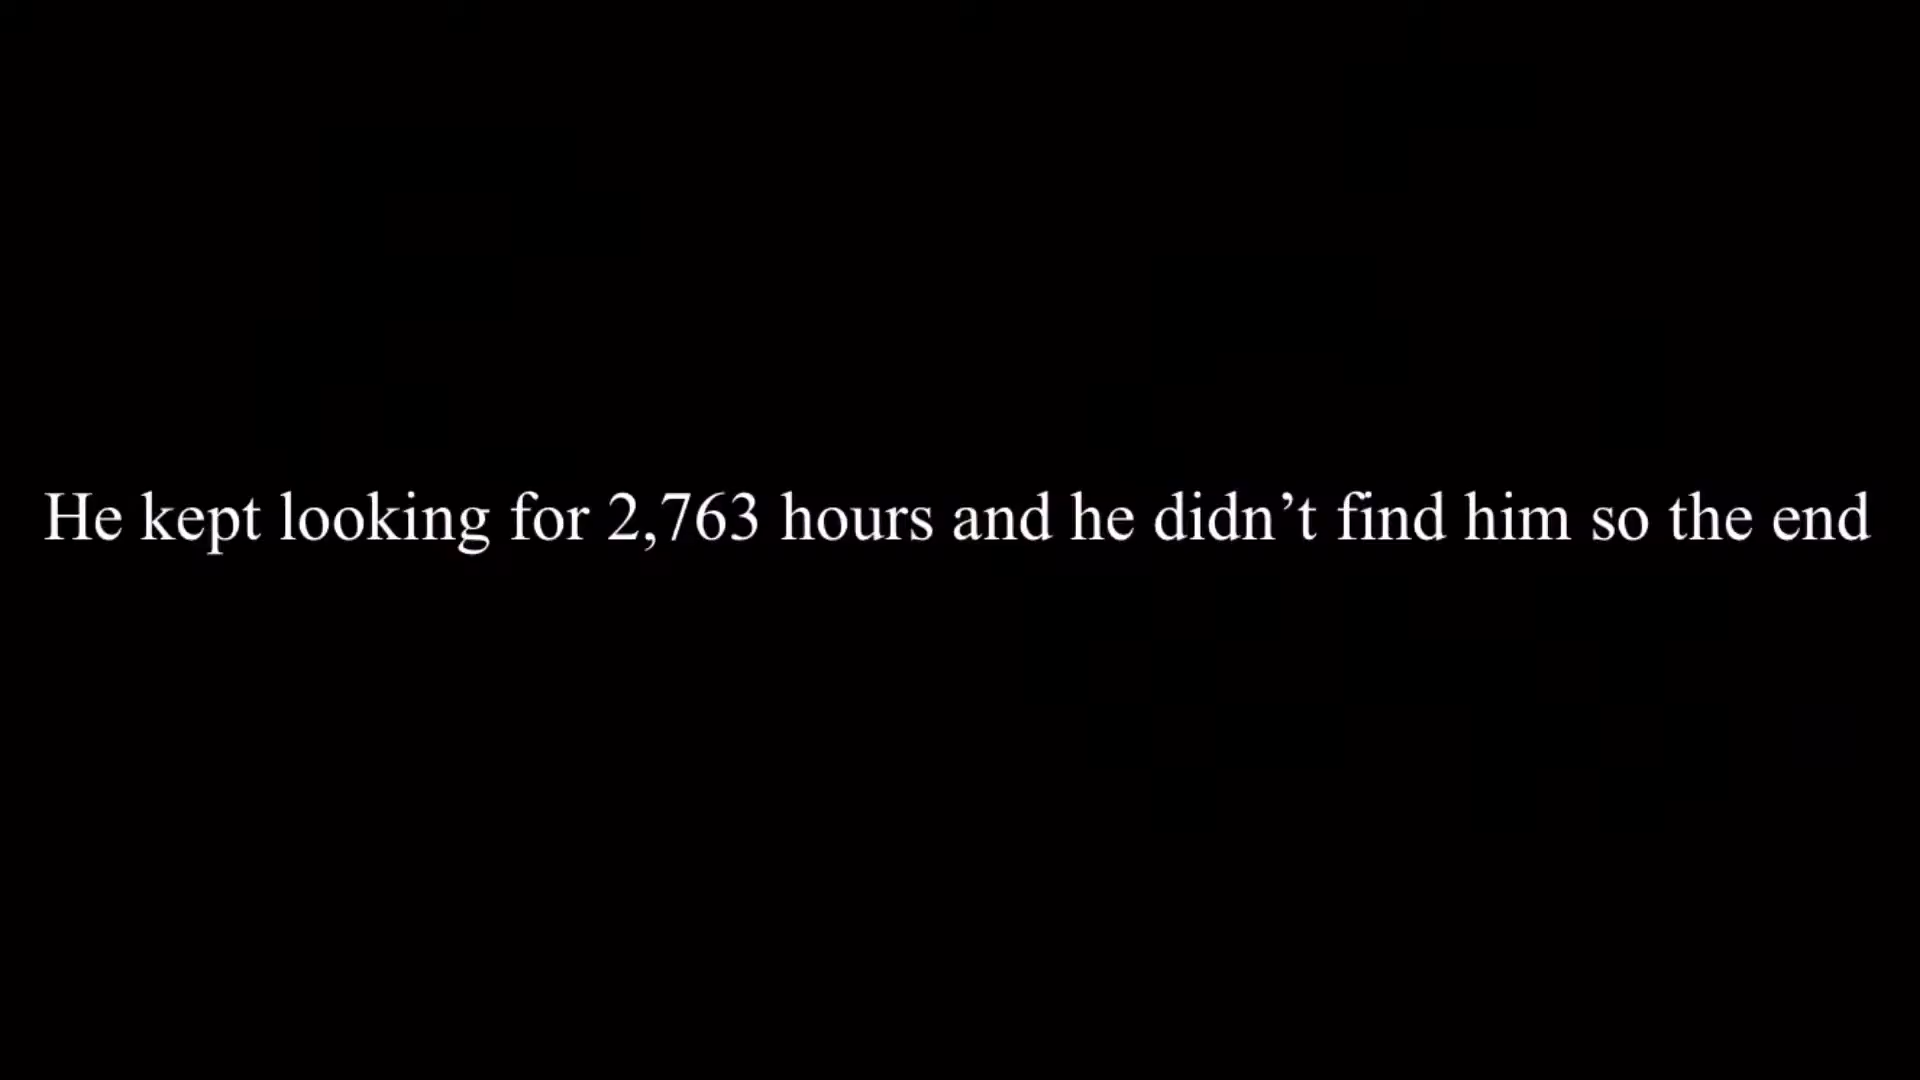 He kept looking for 2,763 hours and he didn’t find him so the end